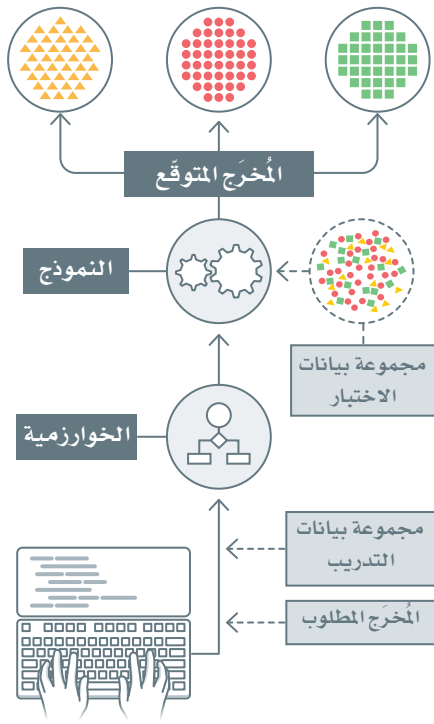 المُخرَج المتوقّع
النموذج
مجموعة بيانات
الاختبار
الخوارزمية
مجموعة بيانات
التدريب
المُخرَج المطلوب